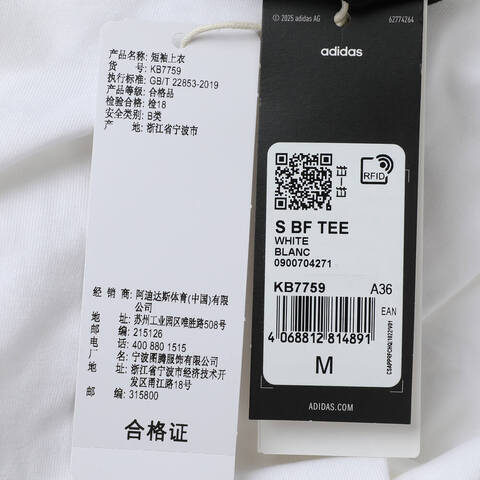 产品名称: 短袖上衣
货 号: KB7759
执行标准: GB/T 22853-2019
产品等级: 合格品
检验合格: 检18
安全类别: B类
产 地: 浙江省宁波市
经 销 商: 阿迪达斯体育(中国)有限公司
地 址: 苏州工业园区唯胜路508号
邮 编: 215126
电 话: 400 880 1515
厂 名: 宁波图腾服饰有限公司
地 址: 浙江省宁波市经济技术开发区甬江路18号
邮 编: 315800
合格证
© 2025 adidas AG 62774264
adidas
RFID
S BF TEE
WHITE
BLANC
0900704271
KB7759 A36
EAN
4 068812 814891
M
ADIDAS.COM